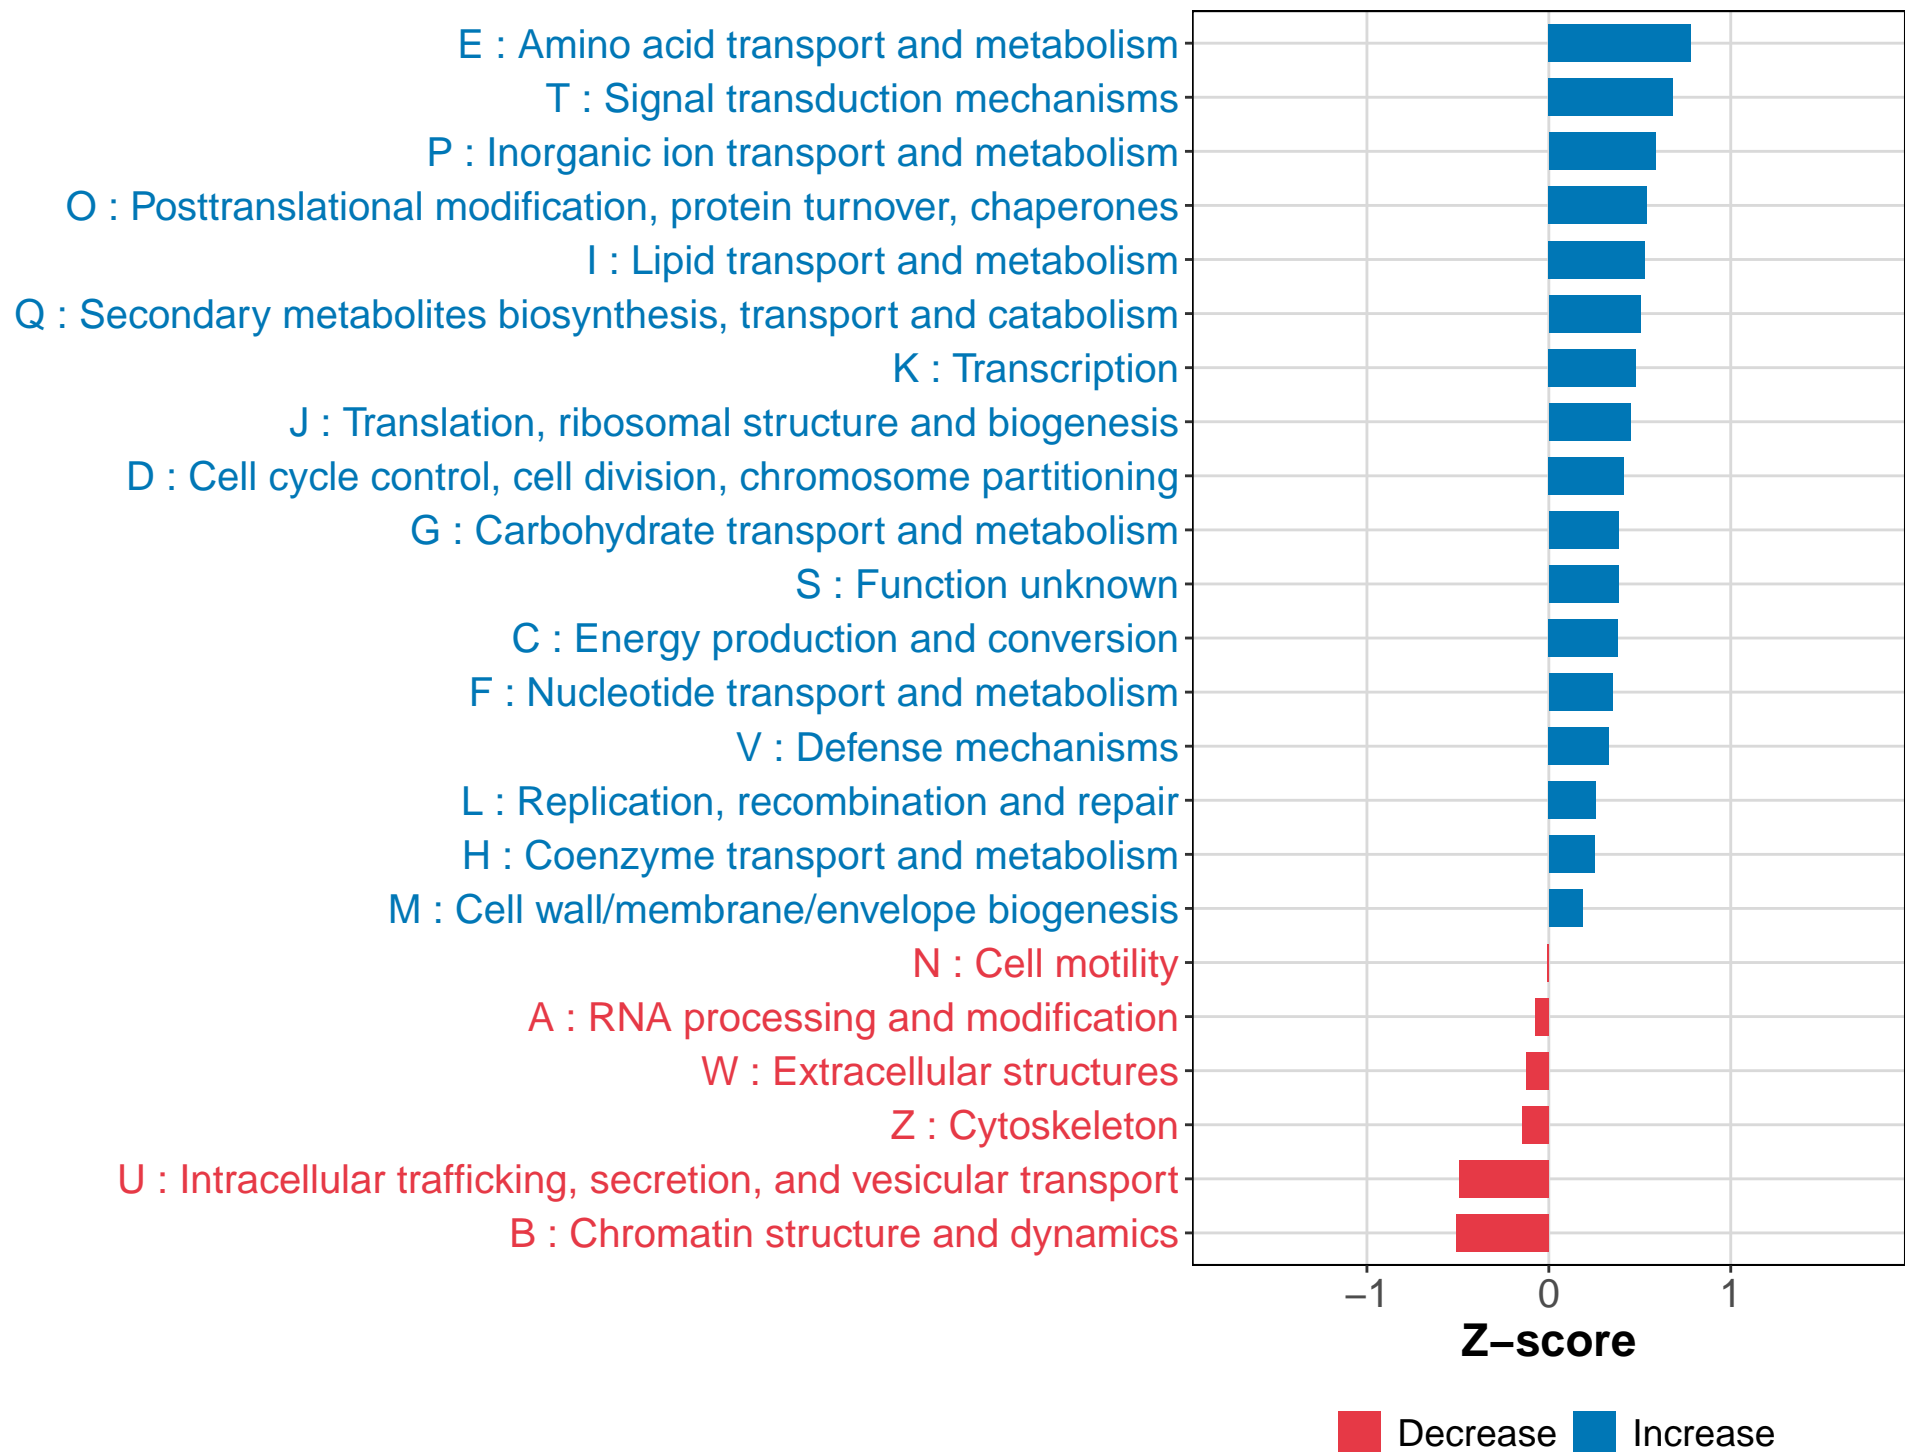 E : Amino acid transport and metabolism
T : Signal transduction mechanisms
P : Inorganic ion transport and metabolism
O : Posttranslational modification, protein turnover, chaperones
I : Lipid transport and metabolism
Q : Secondary metabolites biosynthesis, transport and catabolism
K : Transcription
J : Translation, ribosomal structure and biogenesis
D : Cell cycle control, cell division, chromosome partitioning
G : Carbohydrate transport and metabolism
S : Function unknown
C : Energy production and conversion
F : Nucleotide transport and metabolism
V : Defense mechanisms
L : Replication, recombination and repair
H : Coenzyme transport and metabolism
M : Cell wall/membrane/envelope biogenesis
N : Cell motility
A : RNA processing and modification
W : Extracellular structures
Z : Cytoskeleton
U : Intracellular trafficking, secretion, and vesicular transport
B : Chromatin structure and dynamics
−1 0 1
Z−score
Decrease Increase